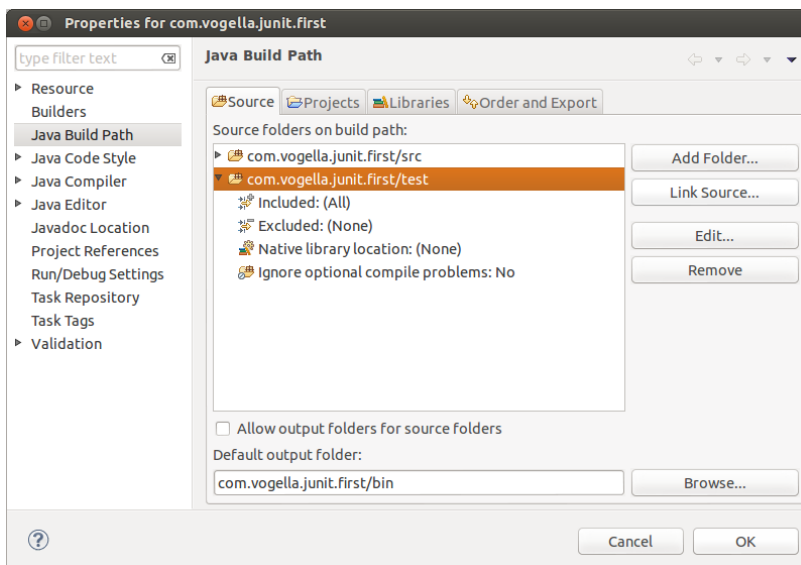 Properties for com.vogella.junit.first
type filter text
Java Build Path
Resource
Builders
Java Build Path
Java Code Style
Java Compiler
Java Editor
Javadoc Location
Project References
Run/Debug Settings
Task Repository
Task Tags
Validation
Source Projects Libraries Order and Export
Source folders on build path:
com.vogella.junit.first/src
com.vogella.junit.first/test
Included: (All)
Excluded: (None)
Native library location: (None)
Ignore optional compile problems: No
Add Folder...
Link Source...
Edit...
Remove
Allow output folders for source folders
Default output folder:
com.vogella.junit.first/bin
Browse...
Cancel OK